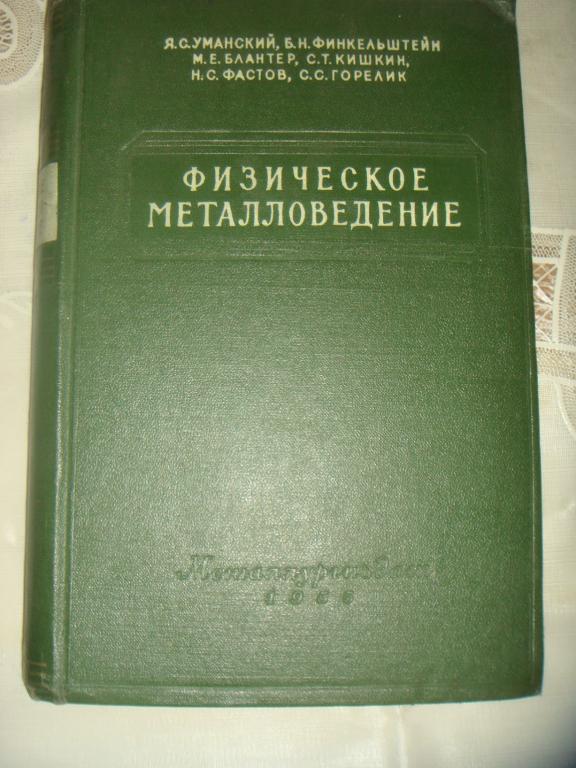 Я.С.УМАНСКИЙ, Б.Н.ФИНКЕЛЬШТЕЙН
М.Е.БЛАНТЕР, С.Т.КИШКИН,
Н.С.ФАСТОВ, С.С.ГОРЕЛИК
ФИЗИЧЕСКОЕ
МЕТАЛЛОВЕДЕНИЕ
Металлургиздат